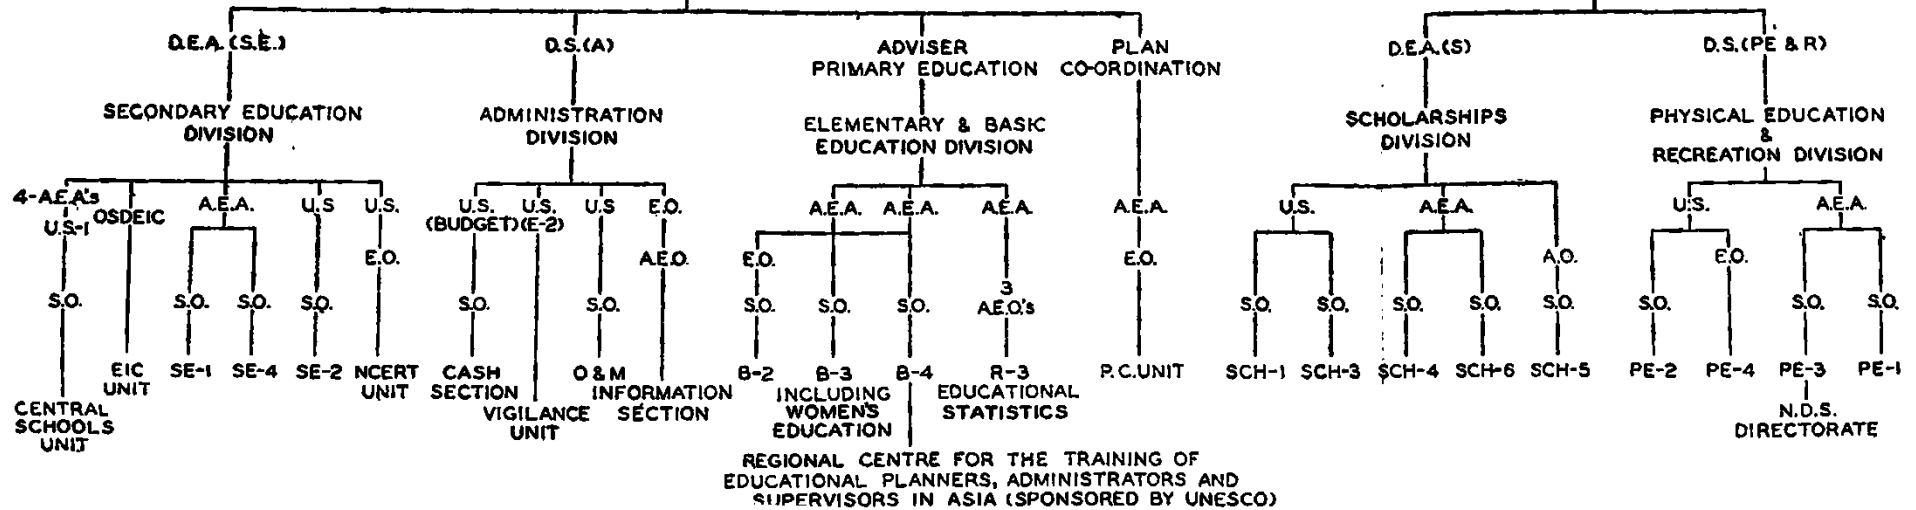 D.E.A. (S.E.)
D.S. (A)
ADVISER
PRIMARY EDUCATION
PLAN
CO-ORDINATION
D.E.A. (S)
D.S. (PE & R)
SECONDARY EDUCATION
DIVISION
ADMINISTRATION
DIVISION
ELEMENTARY & BASIC
EDUCATION DIVISION
SCHOLARSHIPS
DIVISION
PHYSICAL EDUCATION
&
RECREATION DIVISION
4-A.E.A's
U.S-1
OSDEIC
A.E.A.
U.S
U.S.
U.S.
(BUDGET)
U.S.
(E-2)
U.S
E.O.
A.E.A.
A.E.A.
A.E.A.
A.E.A.
U.S.
A.E.A.
U.S.
A.E.A.
E.O.
A.E.O.
E.O.
E.O.
A.O.
E.O.
S.O.
S.O.
S.O.
S.O.
S.O.
S.O.
S.O.
S.O.
S.O.
3
A.E.O's
S.O.
S.O.
S.O.
S.O.
S.O.
S.O.
S.O.
S.O.
CENTRAL
SCHOOLS
UNIT
EIC
UNIT
SE-1
SE-4
SE-2
NCERT
UNIT
CASH
SECTION
VIGILANCE
UNIT
O & M
INFORMATION
SECTION
B-2
B-3
INCLUDING
WOMEN'S
EDUCATION
B-4
R-3
EDUCATIONAL
STATISTICS
P.C. UNIT
SCH-1
SCH-3
SCH-4
SCH-6
SCH-5
PE-2
PE-4
PE-3
PE-1
N.D.S.
DIRECTORATE
REGIONAL CENTRE FOR THE TRAINING OF
EDUCATIONAL PLANNERS, ADMINISTRATORS AND
SUPERVISORS IN ASIA (SPONSORED BY UNESCO)